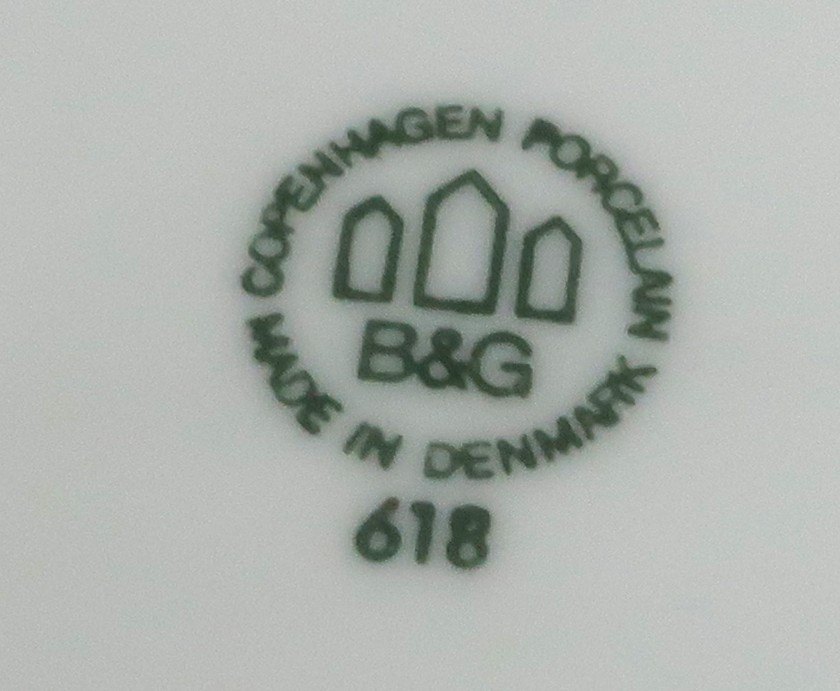 COPENHAGEN PORCELAIN
B&G
MADE IN DENMARK
618